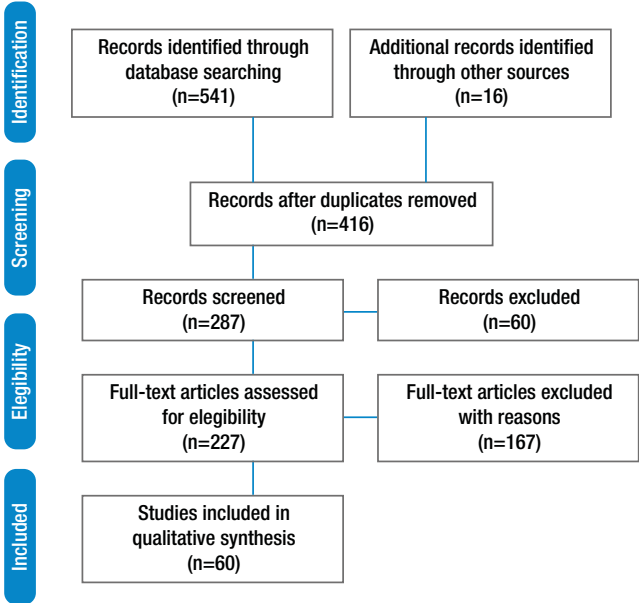 Identification
Records identified through
database searching
(n=541)
Additional records identified
through other sources
(n=16)
Screening
Records after duplicates removed
(n=416)
Records screened
(n=287)
Records excluded
(n=60)
Elegibility
Full-text articles assessed
for elegibility
(n=227)
Full-text articles excluded
with reasons
(n=167)
Included
Studies included in
qualitative synthesis
(n=60)